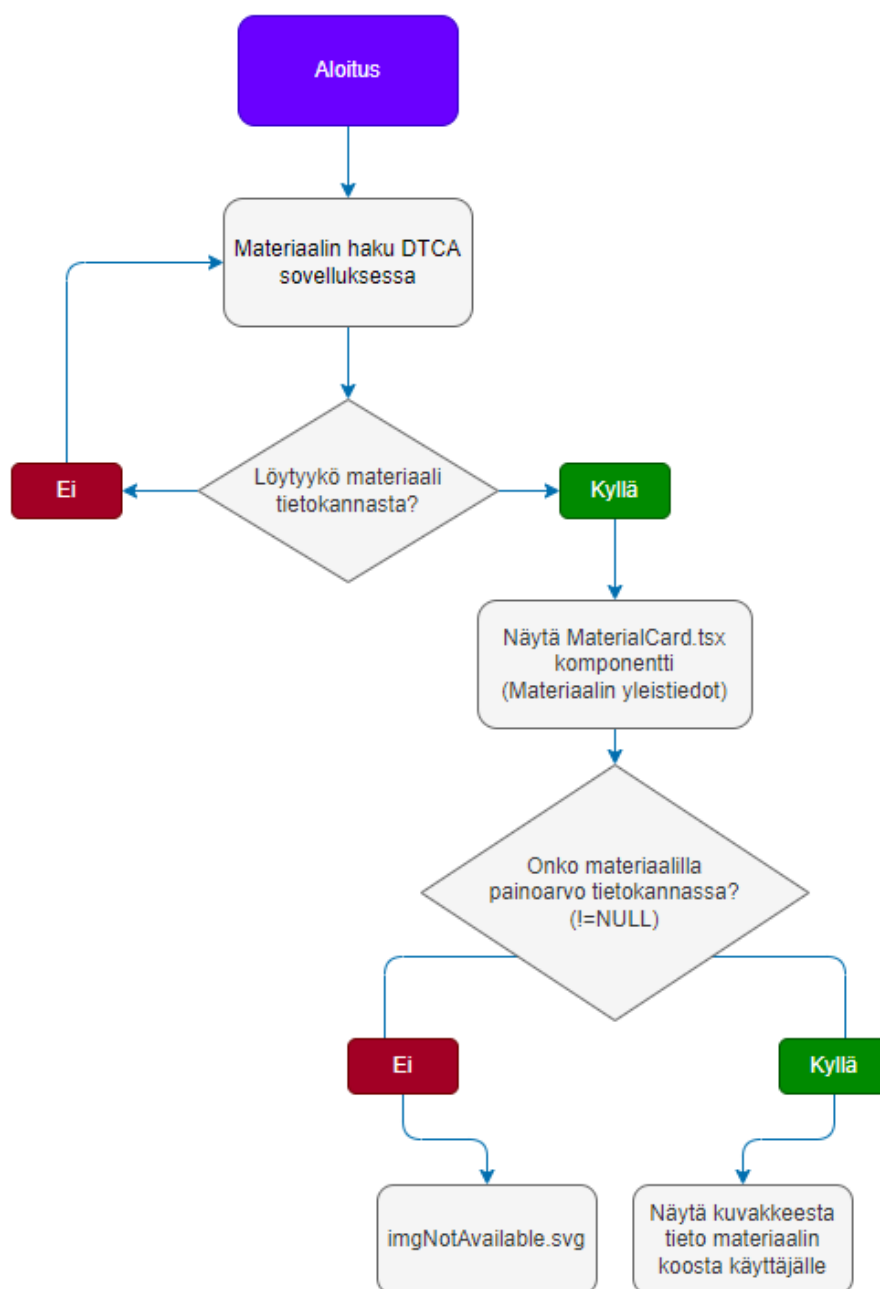 Aloitus
Materiaalin haku DTCA
sovelluksessa
Löytyykö materiaali
tietokannasta?
Ei
Kyllä
Näytä MaterialCard.tsx
komponentti
(Materiaalin yleistiedot)
Onko materiaalilla
painoarvo tietokannassa?
(!=NULL)
Ei
Kyllä
imgNotAvailable.svg
Näytä kuvakkeesta
tieto materiaalin
koosta käyttäjälle